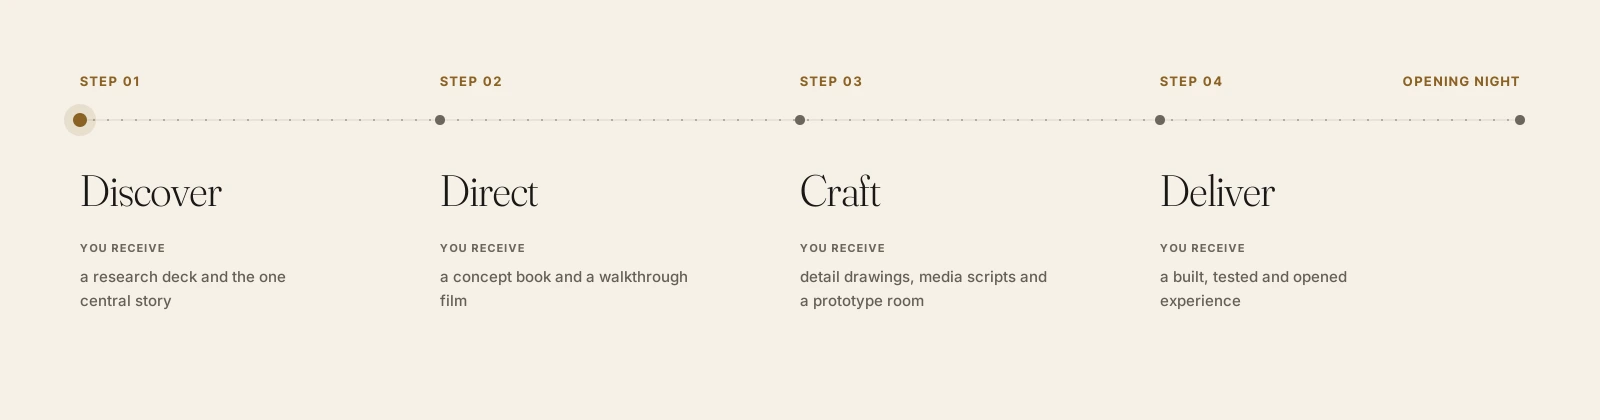 STEP 01
STEP 02
STEP 03
STEP 04
OPENING NIGHT
Discover
YOU RECEIVE
a research deck and the one
central story
Direct
YOU RECEIVE
a concept book and a walkthrough
film
Craft
YOU RECEIVE
detail drawings, media scripts and
a prototype room
Deliver
YOU RECEIVE
a built, tested and opened
experience